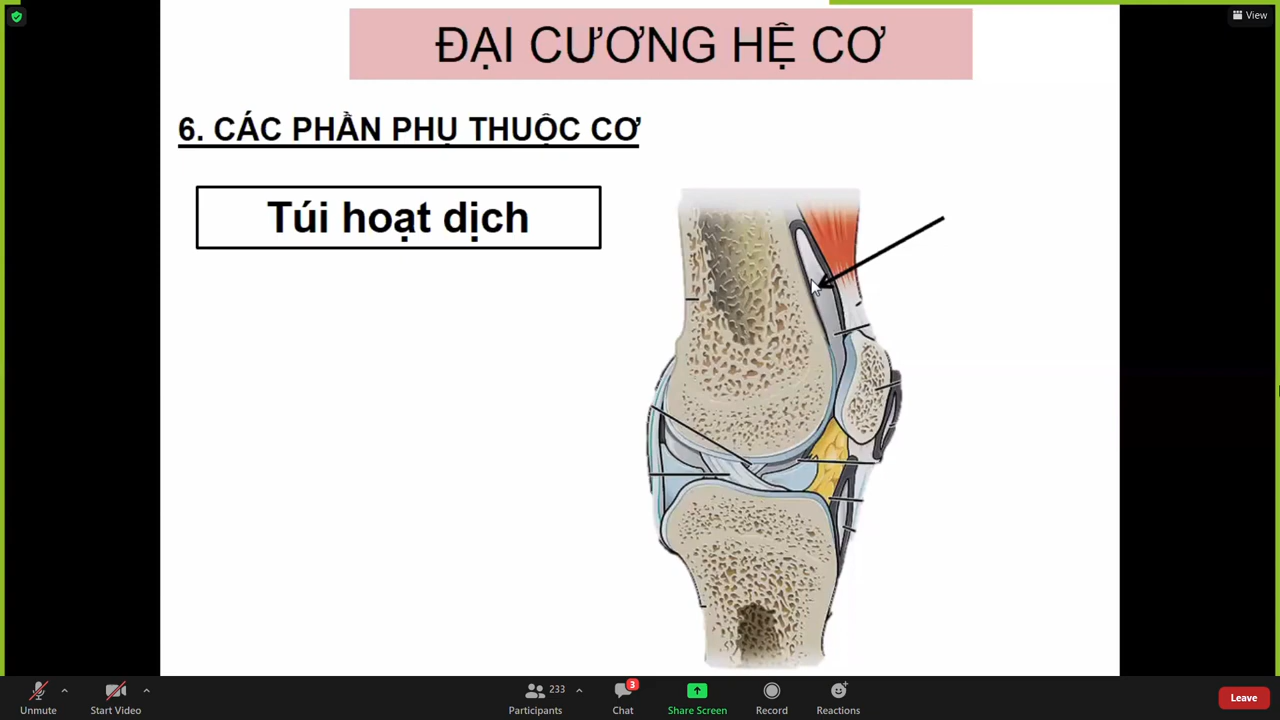 View
ĐẠI CƯƠNG HỆ CƠ
6. CÁC PHẦN PHỤ THUỘC CƠ
Túi hoạt dịch
233
3
Unmute
Start Video
Participants
Chat
Share Screen
Record
Reactions
Leave